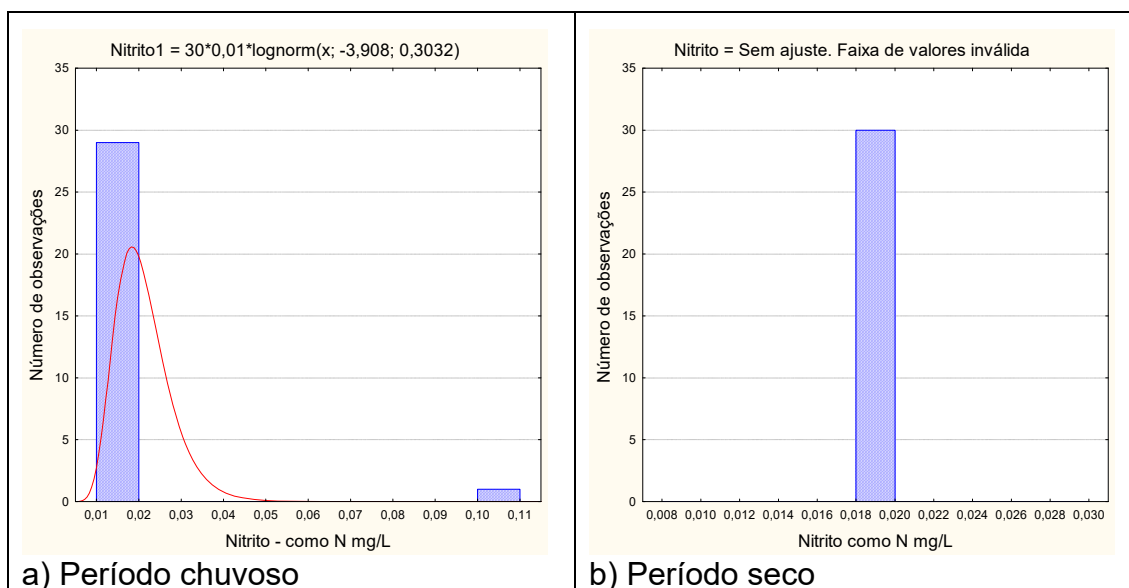 Nitrito1 = 30*0,01*lognorm(x; -3,908; 0,3032)
35
30
25
20
15
10
5
0
Número de observações
0,01 0,02 0,03 0,04 0,05 0,06 0,07 0,08 0,09 0,10 0,11
Nitrito - como N mg/L
a) Período chuvoso
Nitrito = Sem ajuste. Faixa de valores inválida
35
30
25
20
15
10
5
0
Número de observações
0,008 0,010 0,012 0,014 0,016 0,018 0,020 0,022 0,024 0,026 0,028 0,030
Nitrito como N mg/L
b) Período seco